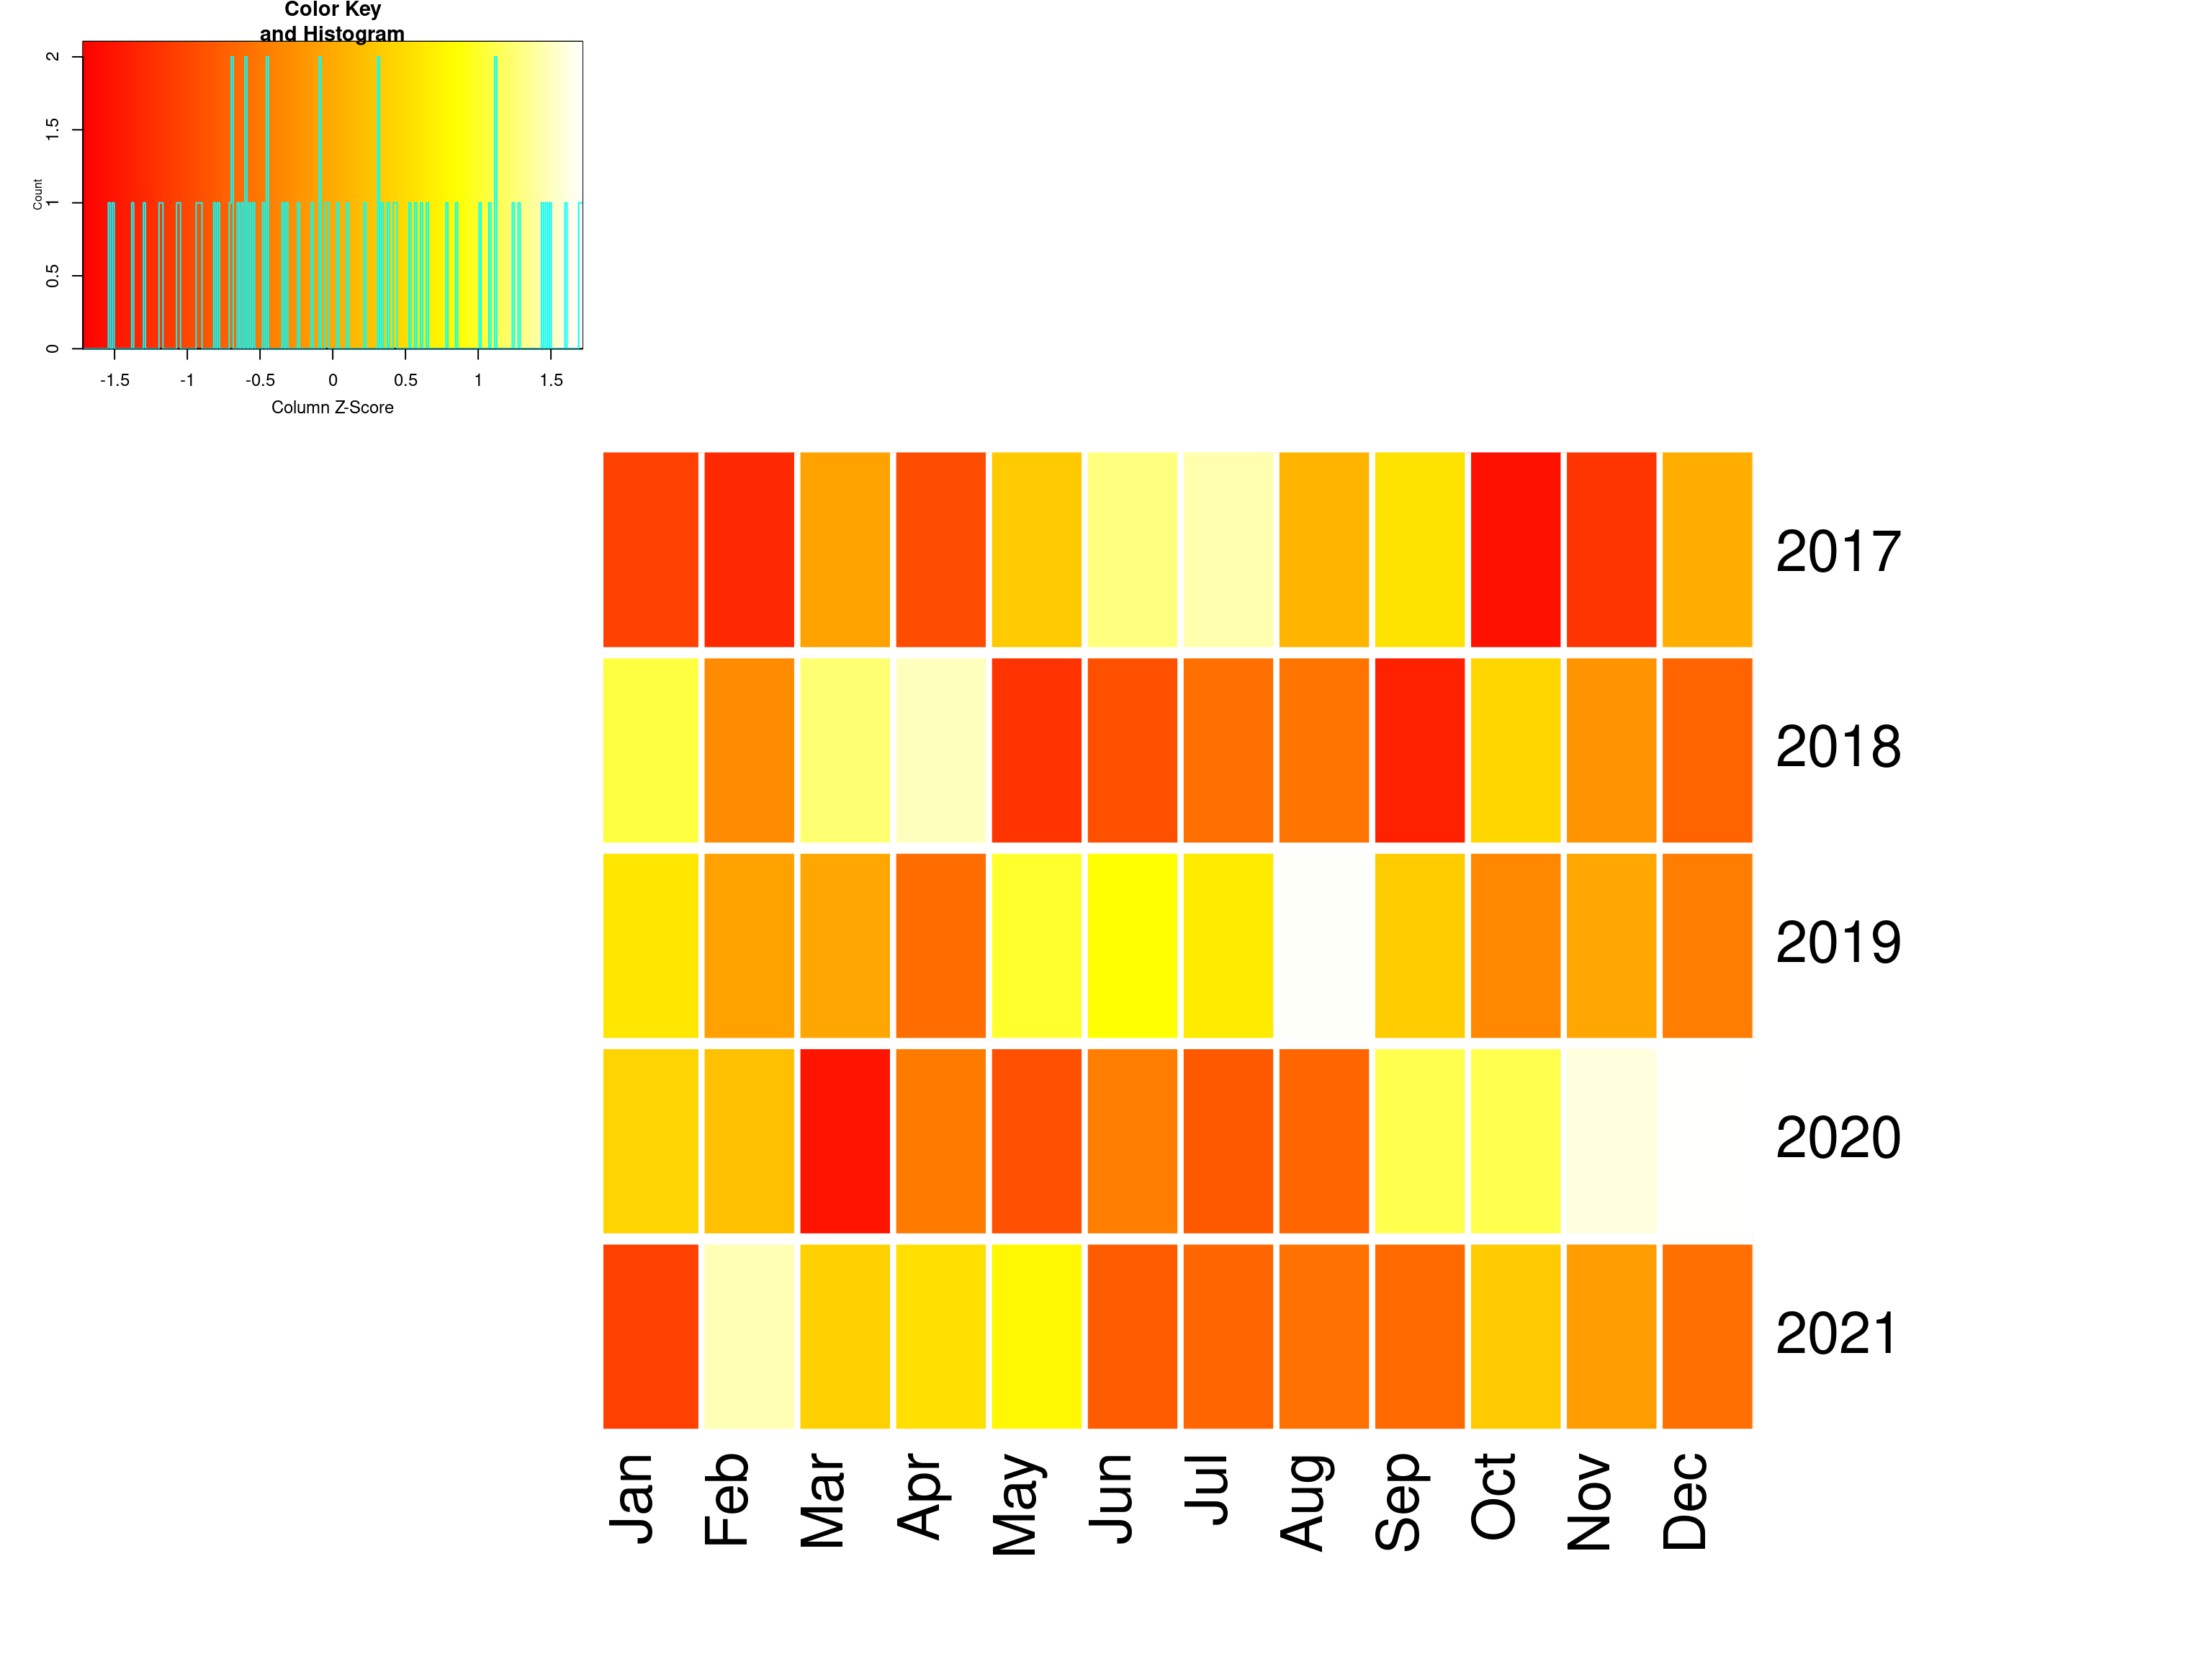 Color Key
and Histogram
2
1.5
1
0.5
0
Count
-1.5 -1 -0.5 0 0.5 1 1.5
Column Z-Score
2017
2018
2019
2020
2021
Jan Feb Mar Apr May Jun Jul Aug Sep Oct Nov Dec